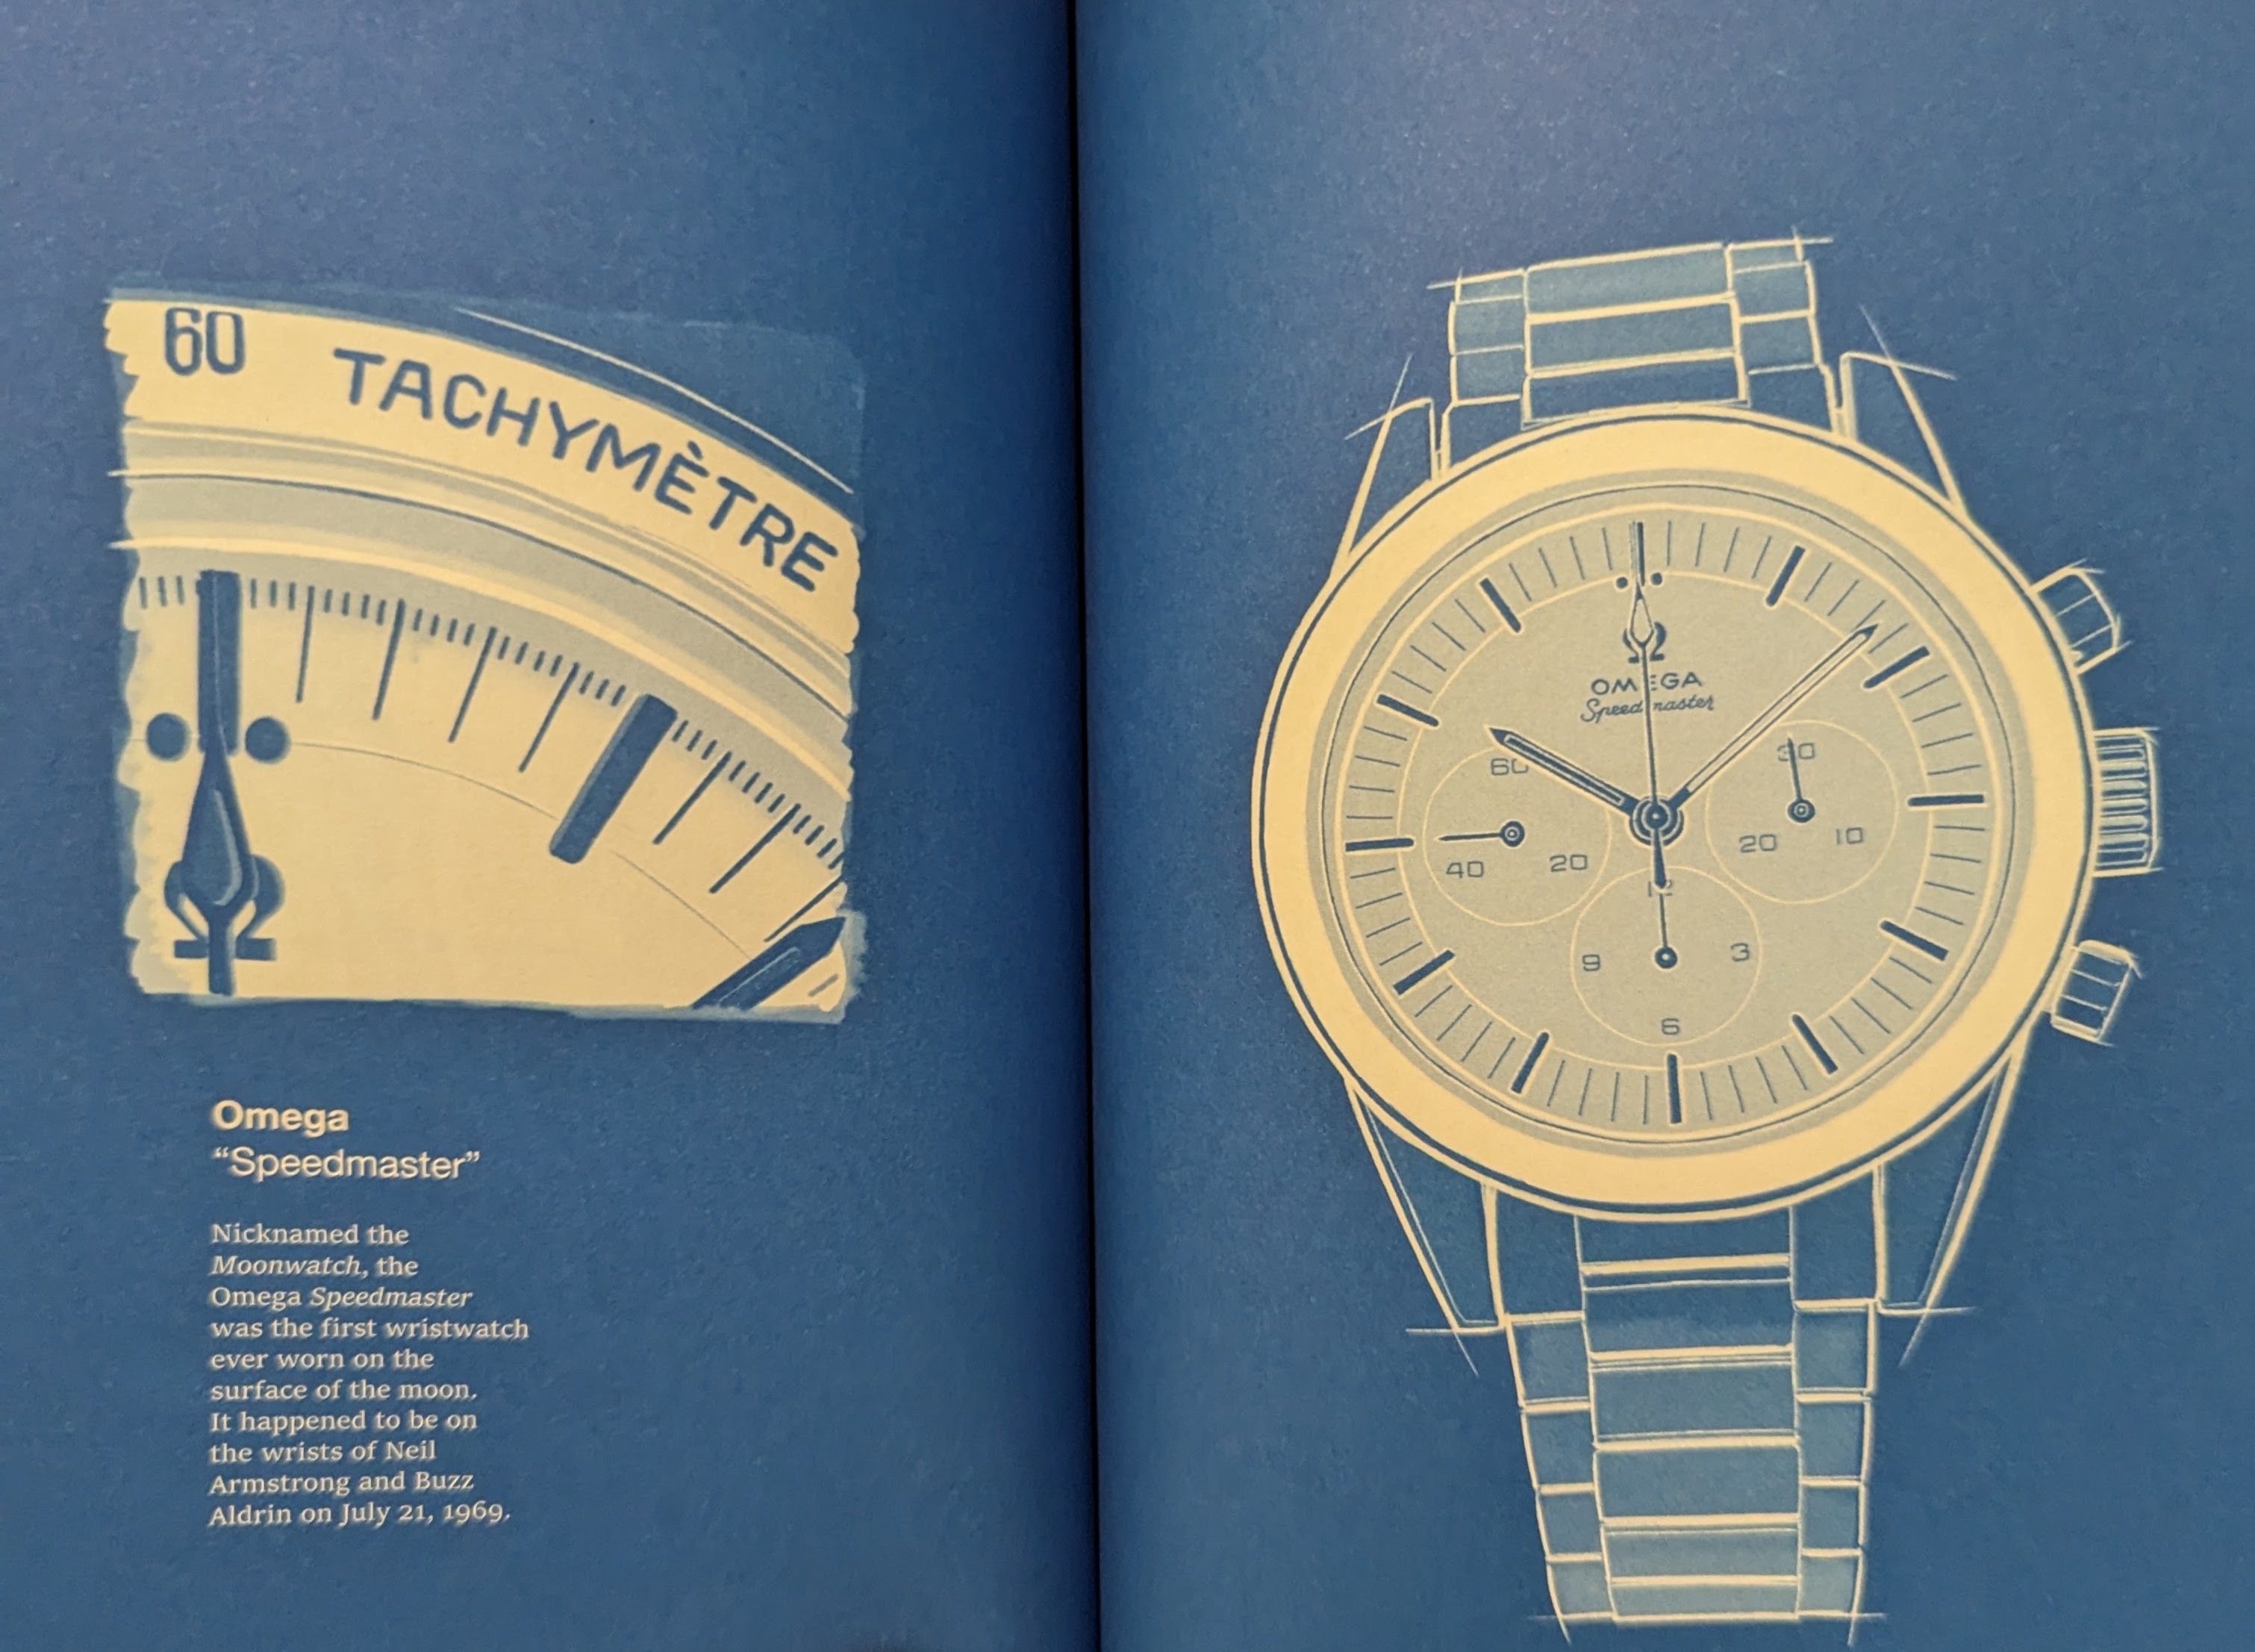 60 TACHYMÈTRE
Omega
“Speedmaster”
Nicknamed the
Moonwatch, the
Omega Speedmaster
was the first wristwatch
ever worn on the
surface of the moon.
It happened to be on
the wrists of Neil
Armstrong and Buzz
Aldrin on July 21, 1969.
Ω
OMEGA
Speedmaster
60
40
20
30
20
10
12
9
3
6